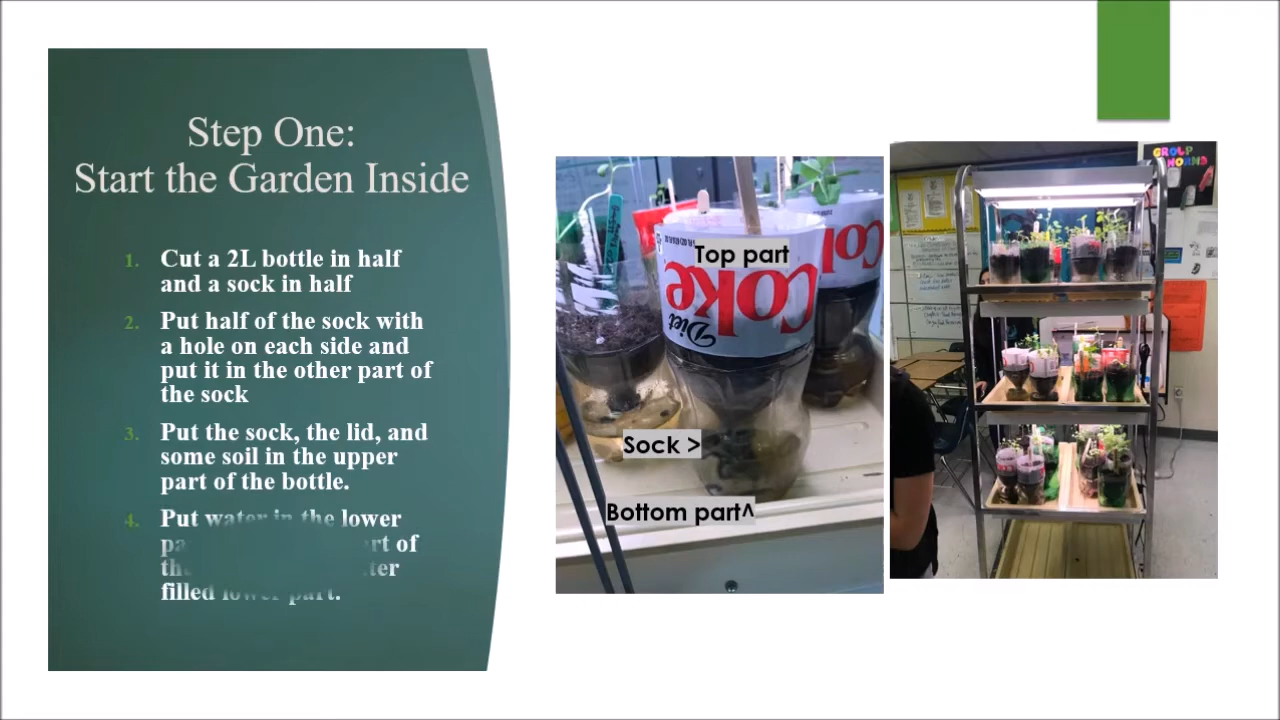 Step One:
Start the Garden Inside
1. Cut a 2L bottle in half
and a sock in half
2. Put half of the sock with
a hole on each side and
put it in the other part of
the sock
3. Put the sock, the lid, and
some soil in the upper
part of the bottle.
4. Put water in the lower
of
filled lower part.
Top part
Diet
Coke
Sock >
Bottom part^
GROUP